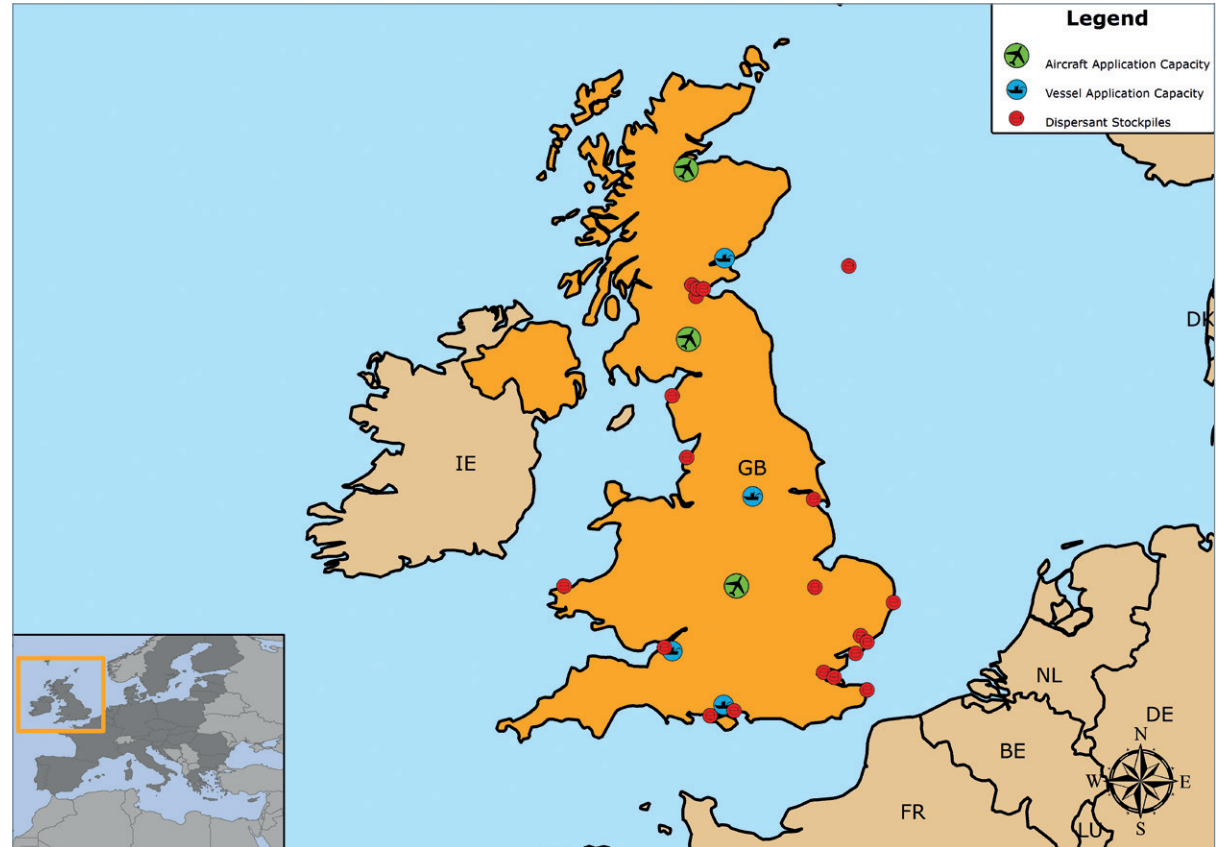 Legend
Aircraft Application Capacity
Vessel Application Capacity
Dispersant Stockpiles
DK
IE
GB
NL
DE
BE
N
W
E
S
FR
LU